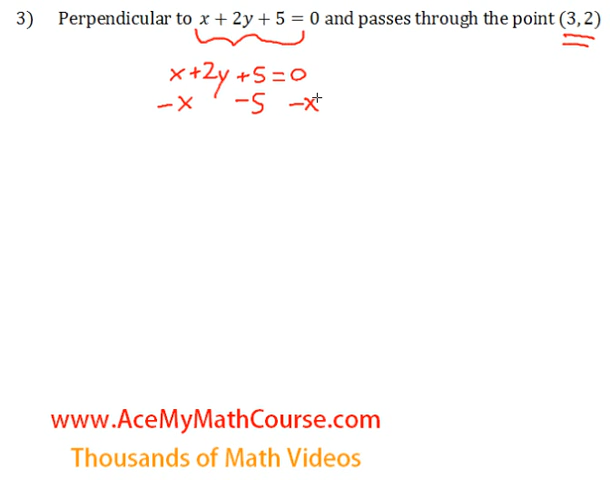 3) Perpendicular to x + 2y + 5 = 0 and passes through the point (3, 2)
x+2y+5=0
-x -5 -x
www.AceMyMathCourse.com
Thousands of Math Videos